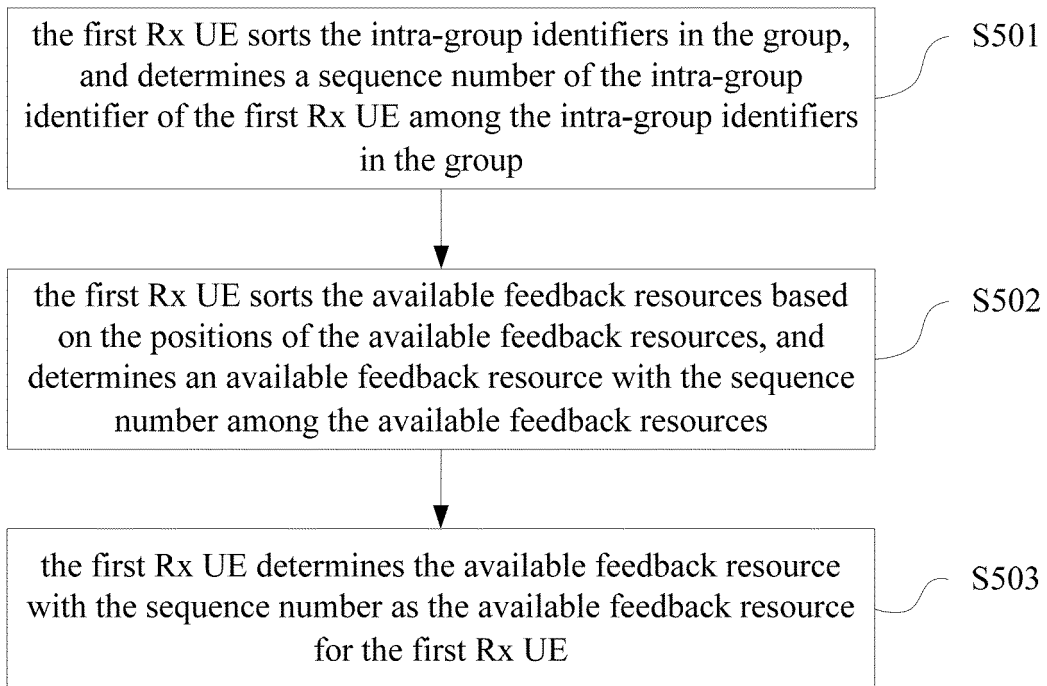 the first Rx UE sorts the intra-group identifiers in the group,
and determines a sequence number of the intra-group
identifier of the first Rx UE among the intra-group identifiers
in the group
S501
the first Rx UE sorts the available feedback resources based
on the positions of the available feedback resources, and
determines an available feedback resource with the sequence
number among the available feedback resources
S502
the first Rx UE determines the available feedback resource
with the sequence number as the available feedback resource
for the first Rx UE
S503